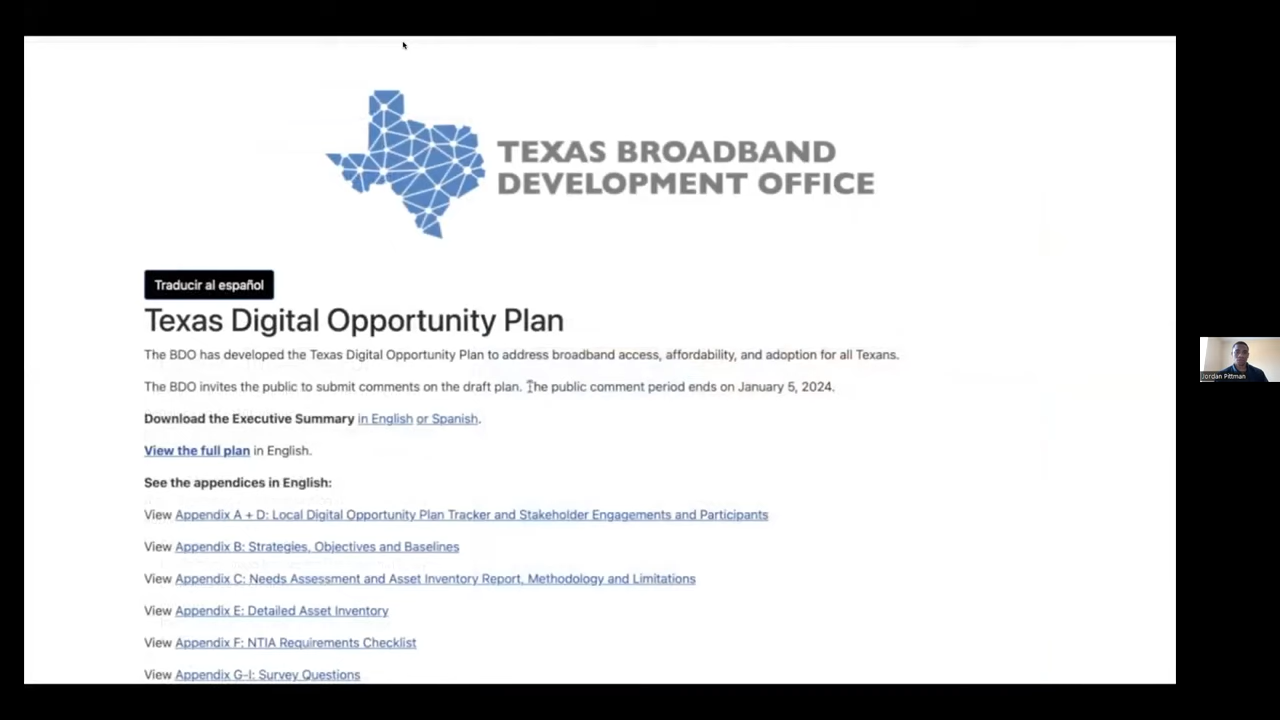 TEXAS BROADBAND
DEVELOPMENT OFFICE
Traducir al español
Texas Digital Opportunity Plan
The BDO has developed the Texas Digital Opportunity Plan to address broadband access, affordability, and adoption for all Texans.
The BDO invites the public to submit comments on the draft plan. The public comment period ends on January 5, 2024.
Download the Executive Summary in English or Spanish.
View the full plan in English.
See the appendices in English:
View Appendix A + D: Local Digital Opportunity Plan Tracker and Stakeholder Engagements and Participants
View Appendix B: Strategies, Objectives and Baselines
View Appendix C: Needs Assessment and Asset Inventory Report, Methodology and Limitations
View Appendix E: Detailed Asset Inventory
View Appendix F: NTIA Requirements Checklist
View Appendix G-I: Survey Questions
Jordan Pittman